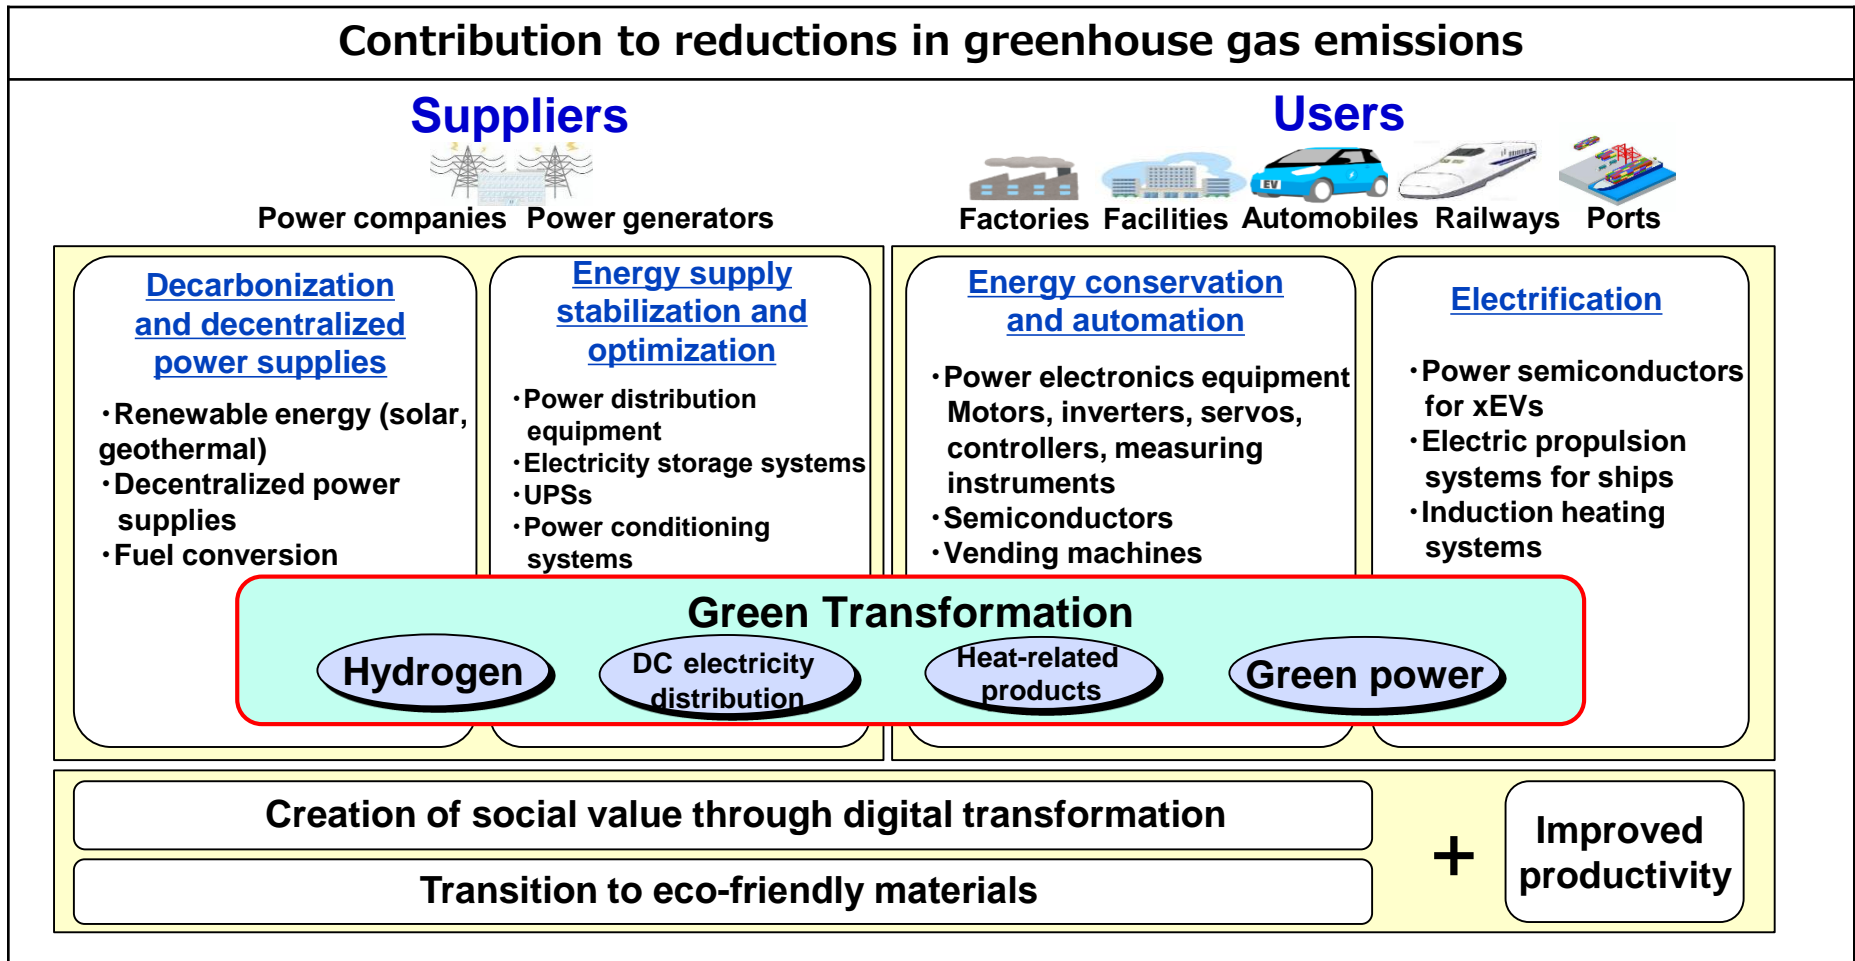 Contribution to reductions in greenhouse gas emissions
Suppliers
Power companies Power generators
Users
EV
Factories Facilities Automobiles Railways Ports
Decarbonization
and decentralized
power supplies
・Renewable energy (solar,
geothermal)
・Decentralized power
supplies
・Fuel conversion
Energy supply
stabilization and
optimization
・Power distribution
equipment
・Electricity storage systems
・UPSs
・Power conditioning
systems
Energy conservation
and automation
・Power electronics equipment
Motors, inverters, servos,
controllers, measuring
instruments
・Semiconductors
・Vending machines
Electrification
・Power semiconductors
for xEVs
・Electric propulsion
systems for ships
・Induction heating
systems
Green Transformation
Hydrogen
DC electricity
distribution
Heat-related
products
Green power
Creation of social value through digital transformation
Transition to eco-friendly materials
+
Improved
productivity